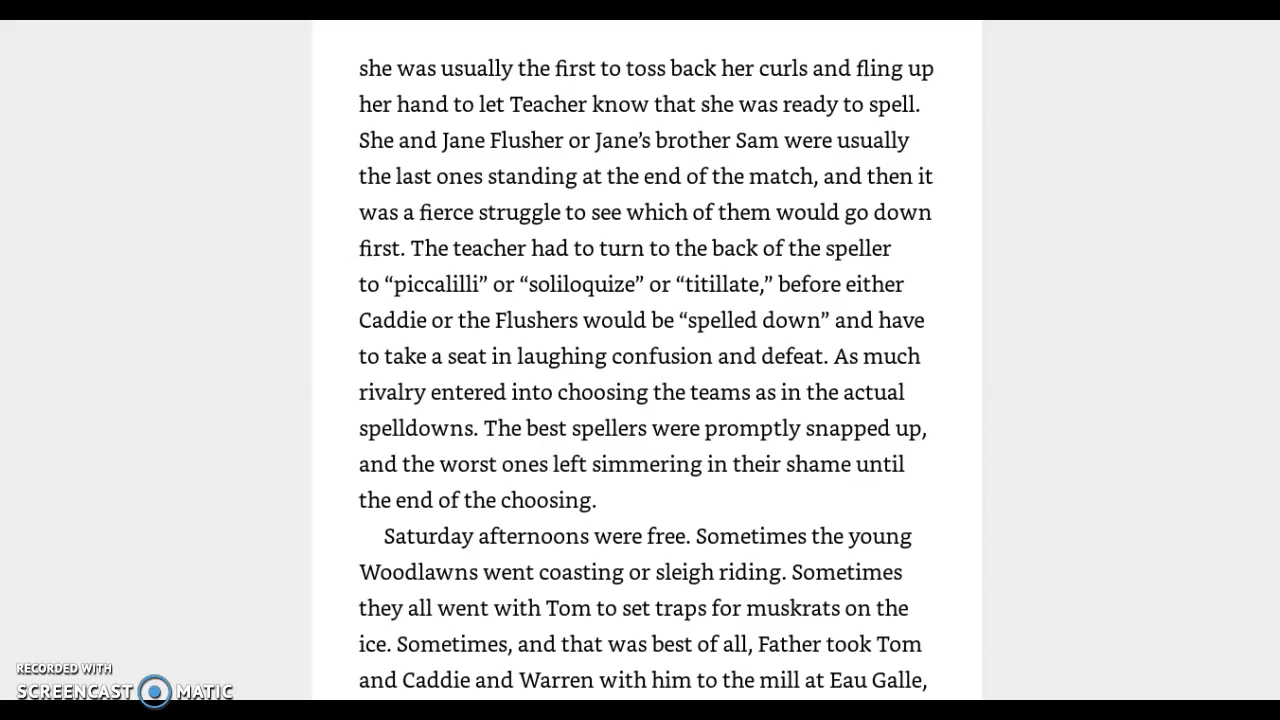 she was usually the first to toss back her curls and fling up
her hand to let Teacher know that she was ready to spell.
She and Jane Flusher or Jane’s brother Sam were usually
the last ones standing at the end of the match, and then it
was a fierce struggle to see which of them would go down
first. The teacher had to turn to the back of the speller
to “piccalilli” or “soliloquize” or “titillate,” before either
Caddie or the Flushers would be “spelled down” and have
to take a seat in laughing confusion and defeat. As much
rivalry entered into choosing the teams as in the actual
spelldowns. The best spellers were promptly snapped up,
and the worst ones left simmering in their shame until
the end of the choosing.
Saturday afternoons were free. Sometimes the young
Woodlawns went coasting or sleigh riding. Sometimes
they all went with Tom to set traps for muskrats on the
ice. Sometimes, and that was best of all, Father took Tom
and Caddie and Warren with him to the mill at Eau Galle,
RECORDED WITH
SCREENCAST MATIC